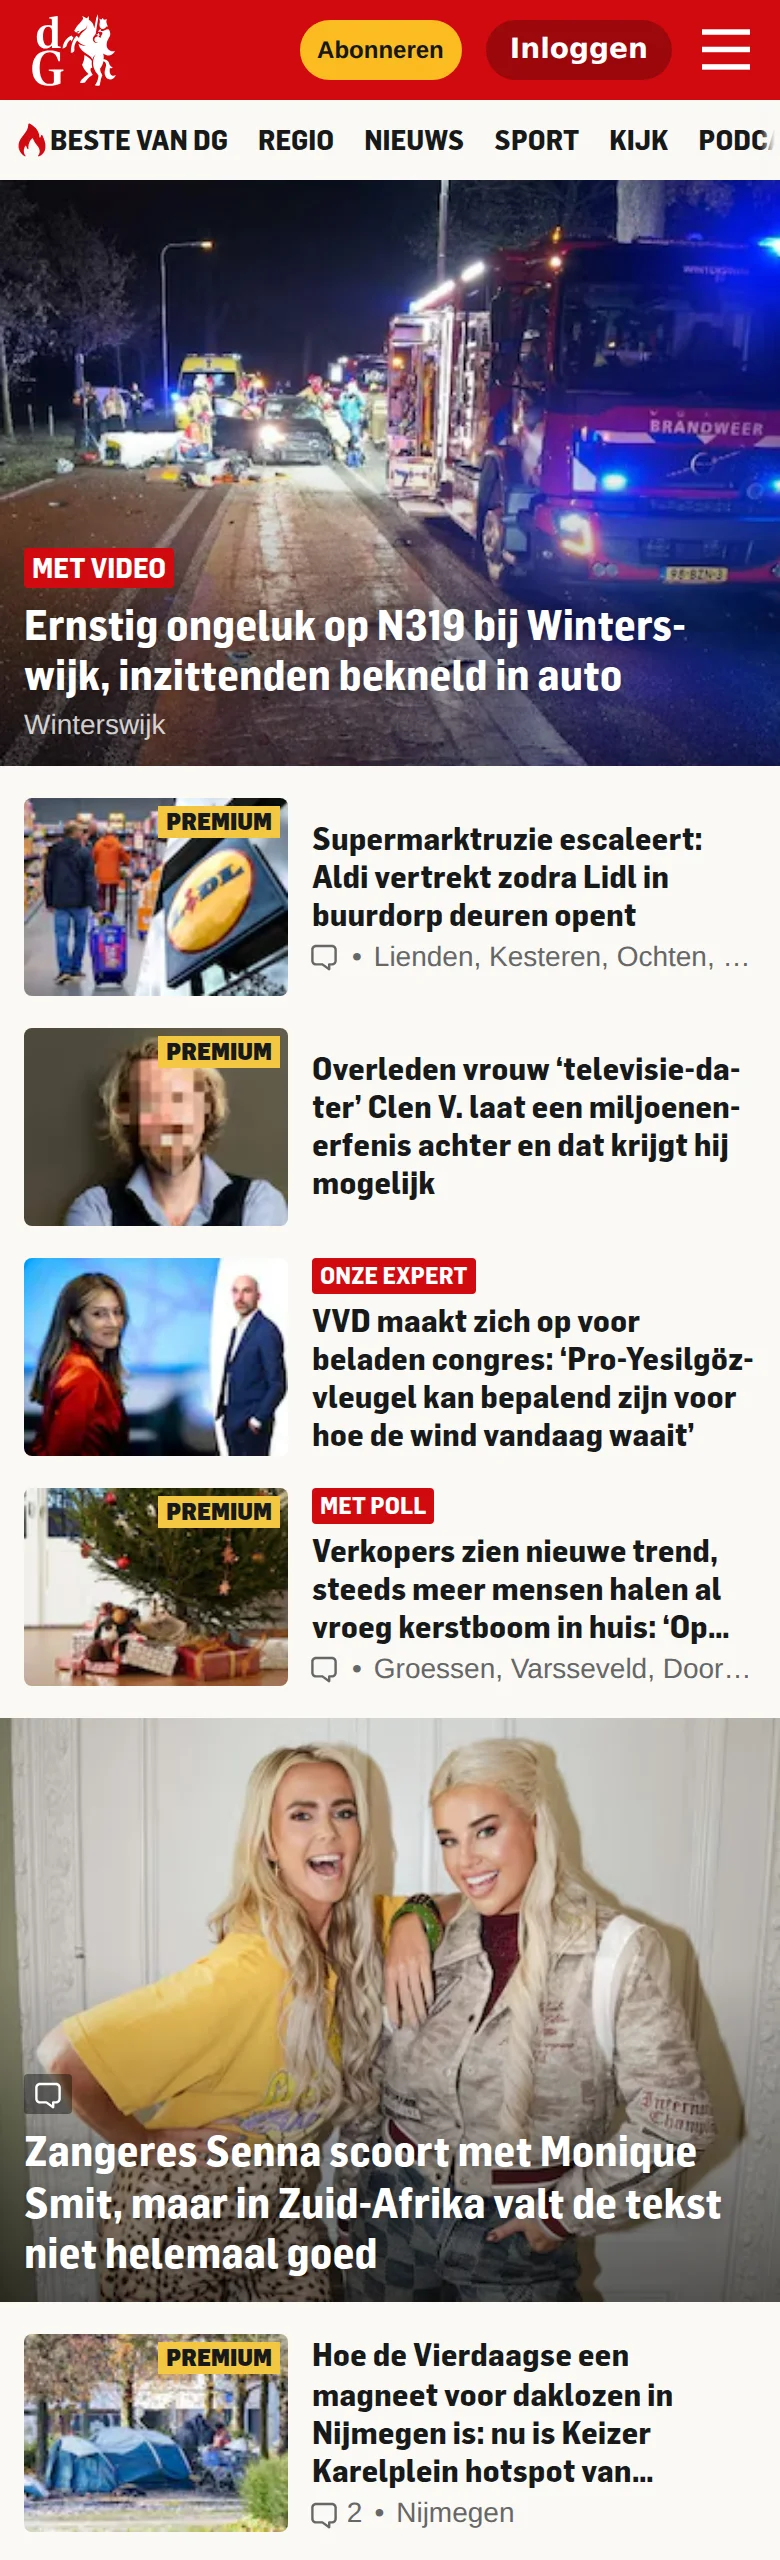 dG
Abonneren
Inloggen
BESTE VAN DG REGIO NIEUWS SPORT KIJK PODCA
WINTERSWIJK
BRANDWEER
98-BZN-3
MET VIDEO
Ernstig ongeluk op N319 bij Winters-
wijk, inzittenden bekneld in auto
Winterswijk
PREMIUM
LIDL
Supermarktruzie escaleert:
Aldi vertrekt zodra Lidl in
buurdorp deuren opent
• Lienden, Kesteren, Ochten, …
PREMIUM
Overleden vrouw ‘televisie-da-
ter’ Clen V. laat een miljoenen-
erfenis achter en dat krijgt hij
mogelijk
ONZE EXPERT
VVD maakt zich op voor
beladen congres: ‘Pro-Yesilgöz-
vleugel kan bepalend zijn voor
hoe de wind vandaag waait’
PREMIUM
MET POLL
Verkopers zien nieuwe trend,
steeds meer mensen halen al
vroeg kerstboom in huis: ‘Op...
• Groessen, Varsseveld, Door…
Zangeres Senna scoort met Monique
Smit, maar in Zuid-Afrika valt de tekst
niet helemaal goed
PREMIUM
Hoe de Vierdaagse een
magneet voor daklozen in
Nijmegen is: nu is Keizer
Karelplein hotspot van...
2 • Nijmegen